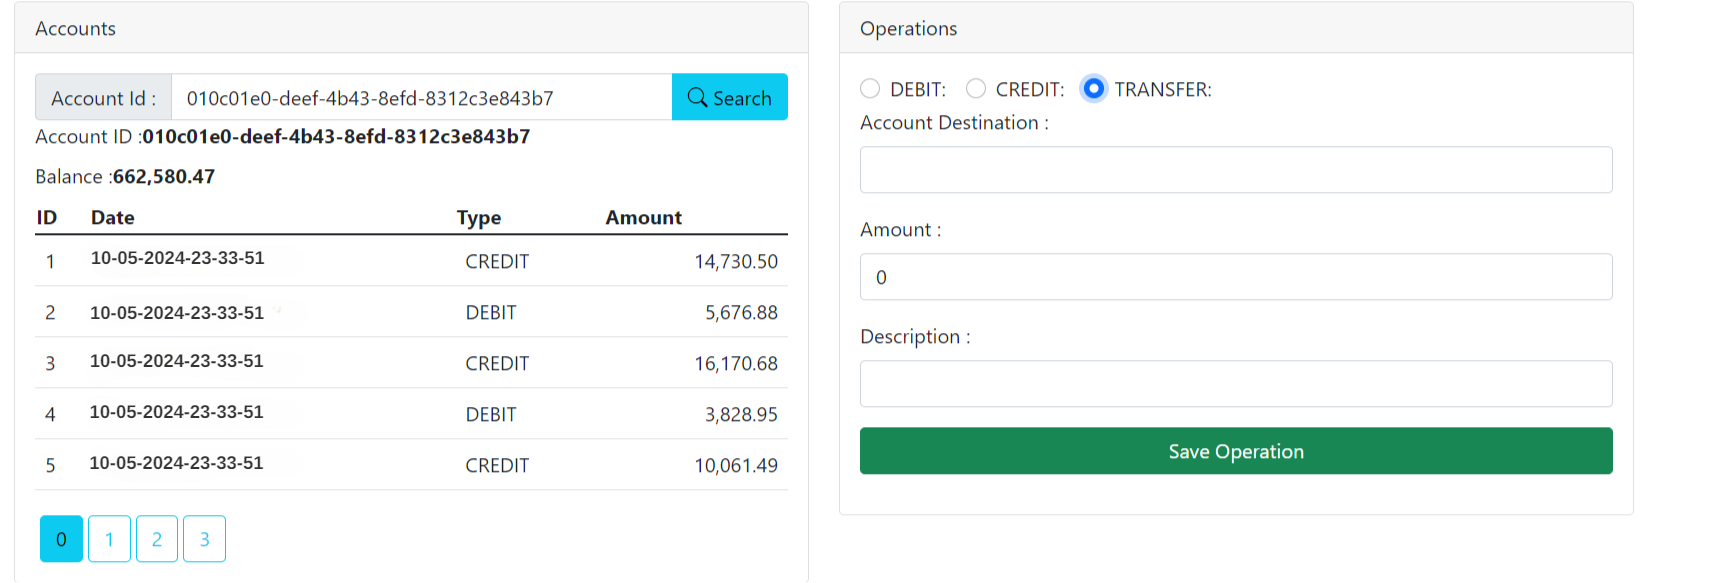 Accounts
Account Id : 010c01e0-deef-4b43-8efd-8312c3e843b7 Search
Account ID :010c01e0-deef-4b43-8efd-8312c3e843b7
Balance :662,580.47
ID Date Type Amount
1 10-05-2024-23-33-51 CREDIT 14,730.50
2 10-05-2024-23-33-51 DEBIT 5,676.88
3 10-05-2024-23-33-51 CREDIT 16,170.68
4 10-05-2024-23-33-51 DEBIT 3,828.95
5 10-05-2024-23-33-51 CREDIT 10,061.49
0 1 2 3
Operations
DEBIT: CREDIT: TRANSFER:
Account Destination :
Amount :
0
Description :
Save Operation